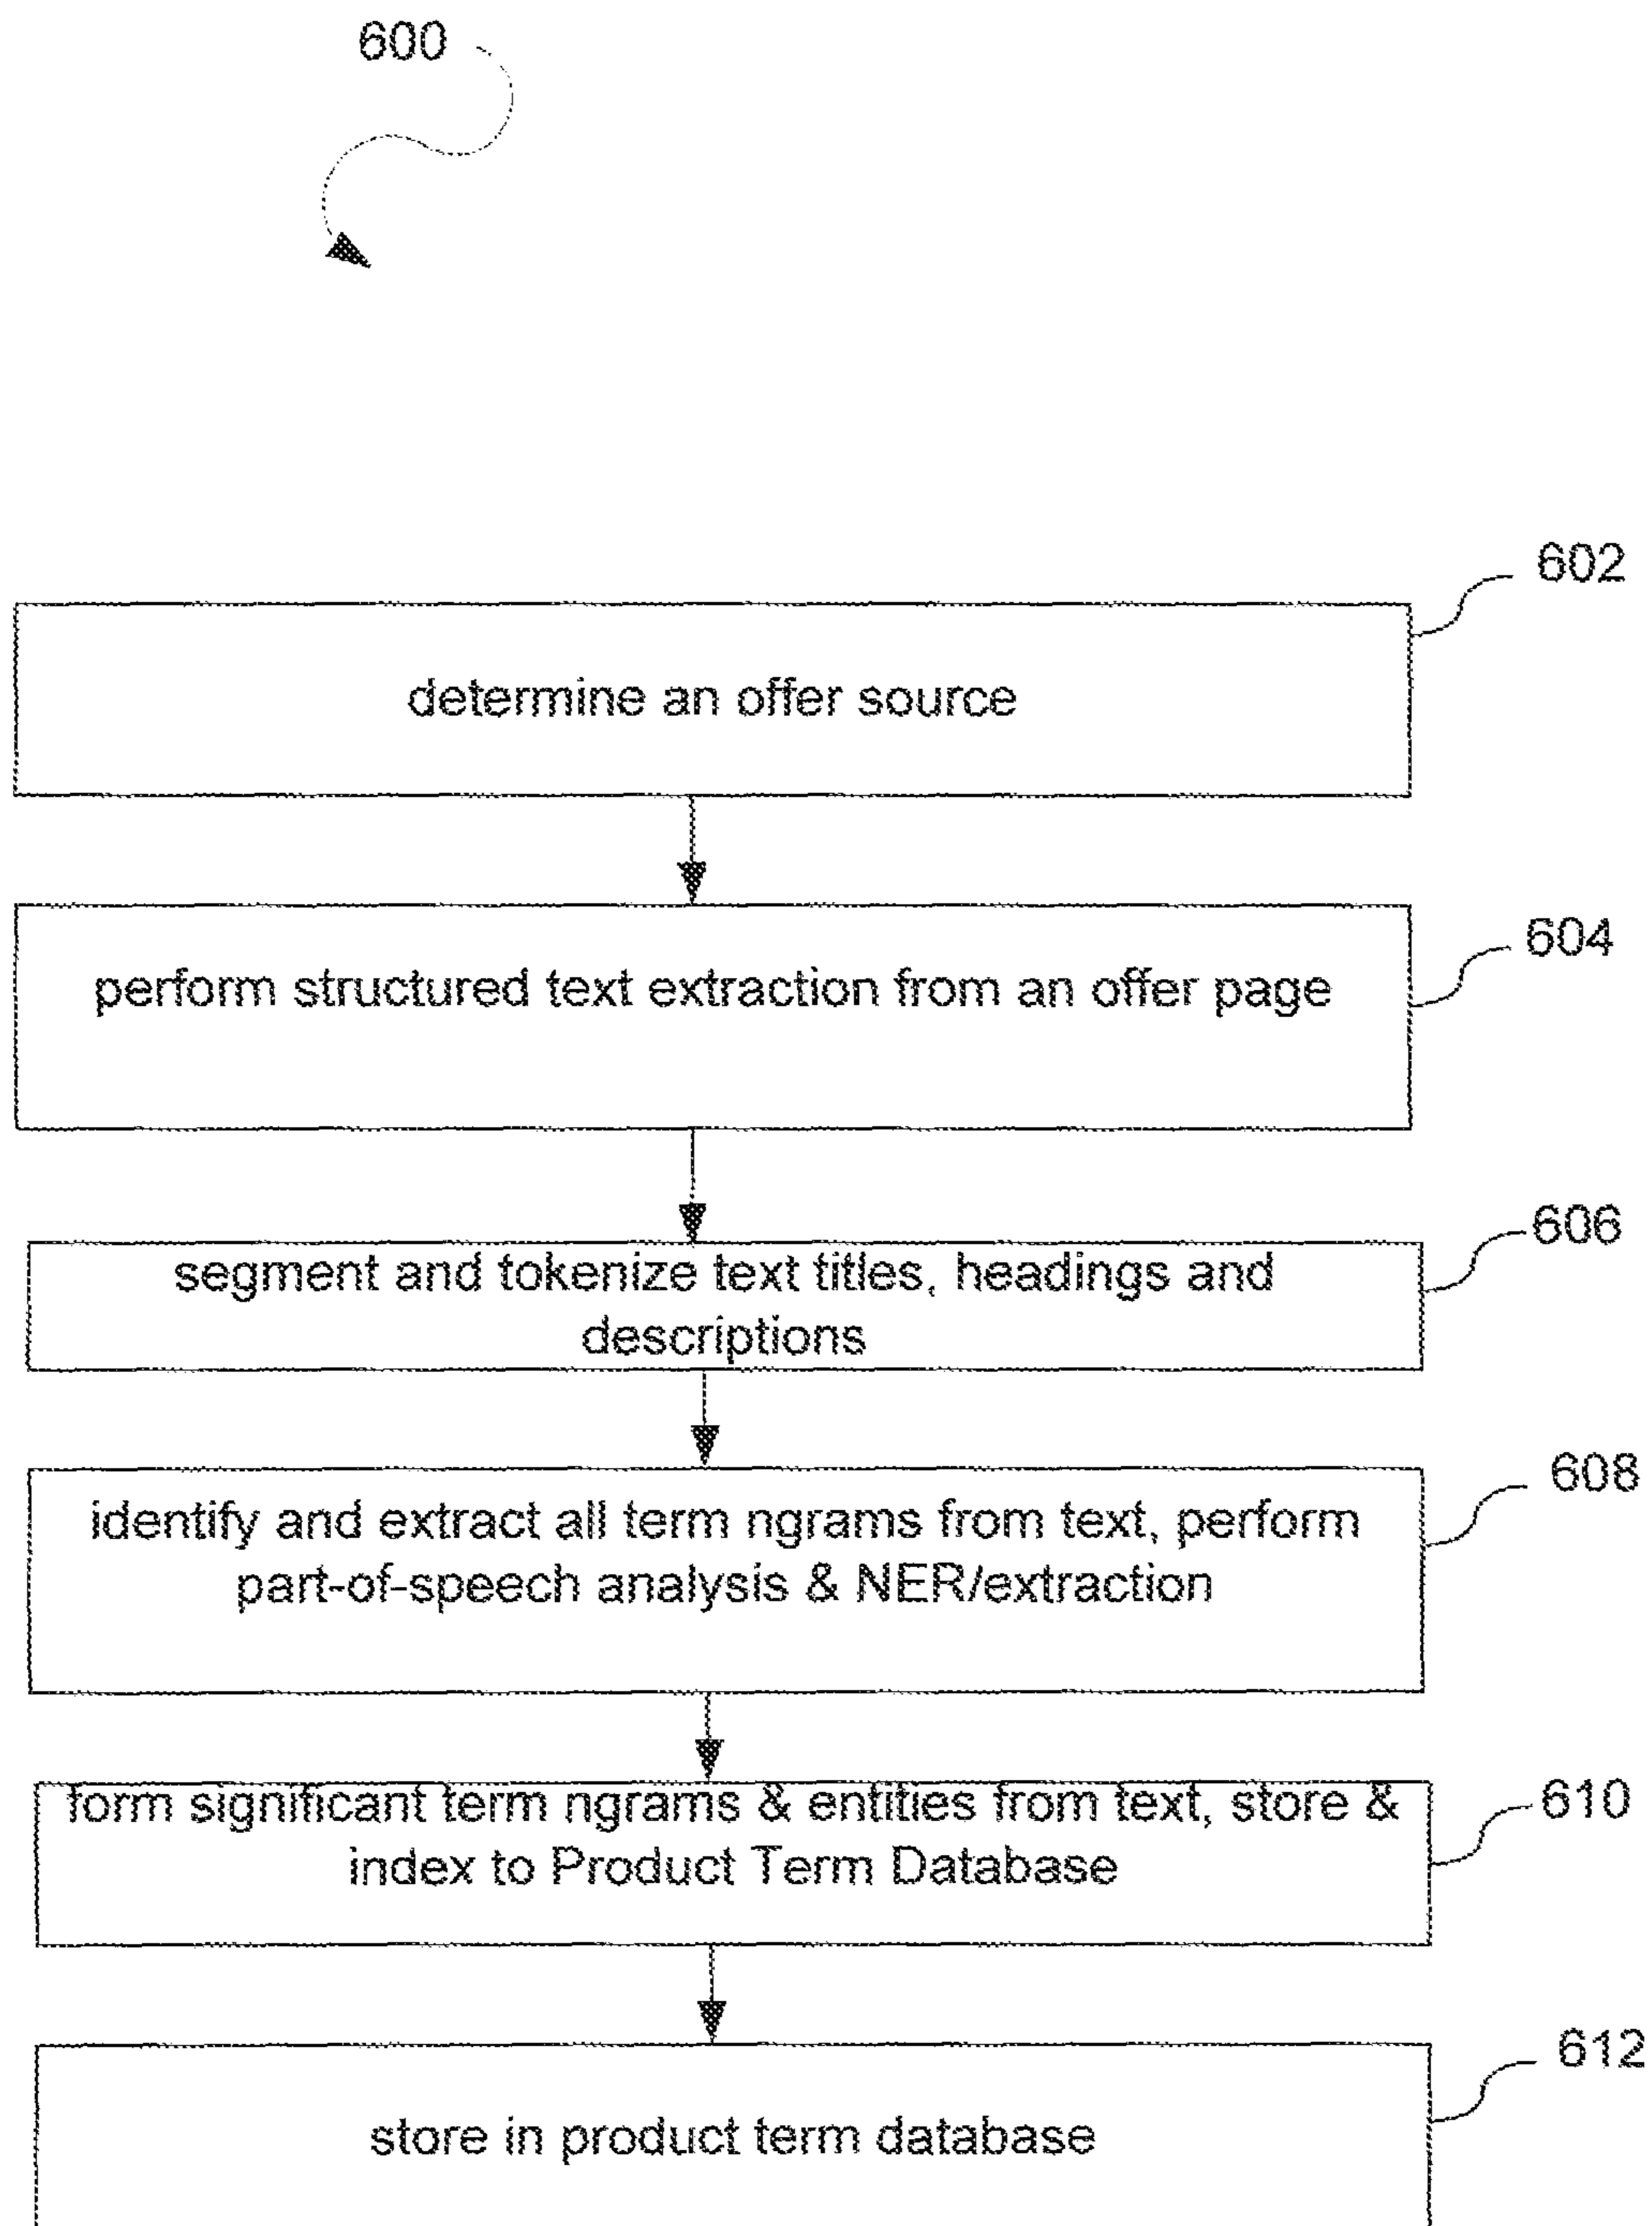 600
602
determine an offer source
604
perform structured text extraction from an offer page
606
segment and tokenize text titles, headings and
descriptions
608
identify and extract all term ngrams from text, perform
part-of-speech analysis & NER/extraction
610
form significant term ngrams & entities from text, store &
index to Product Term Database
612
store in product term database